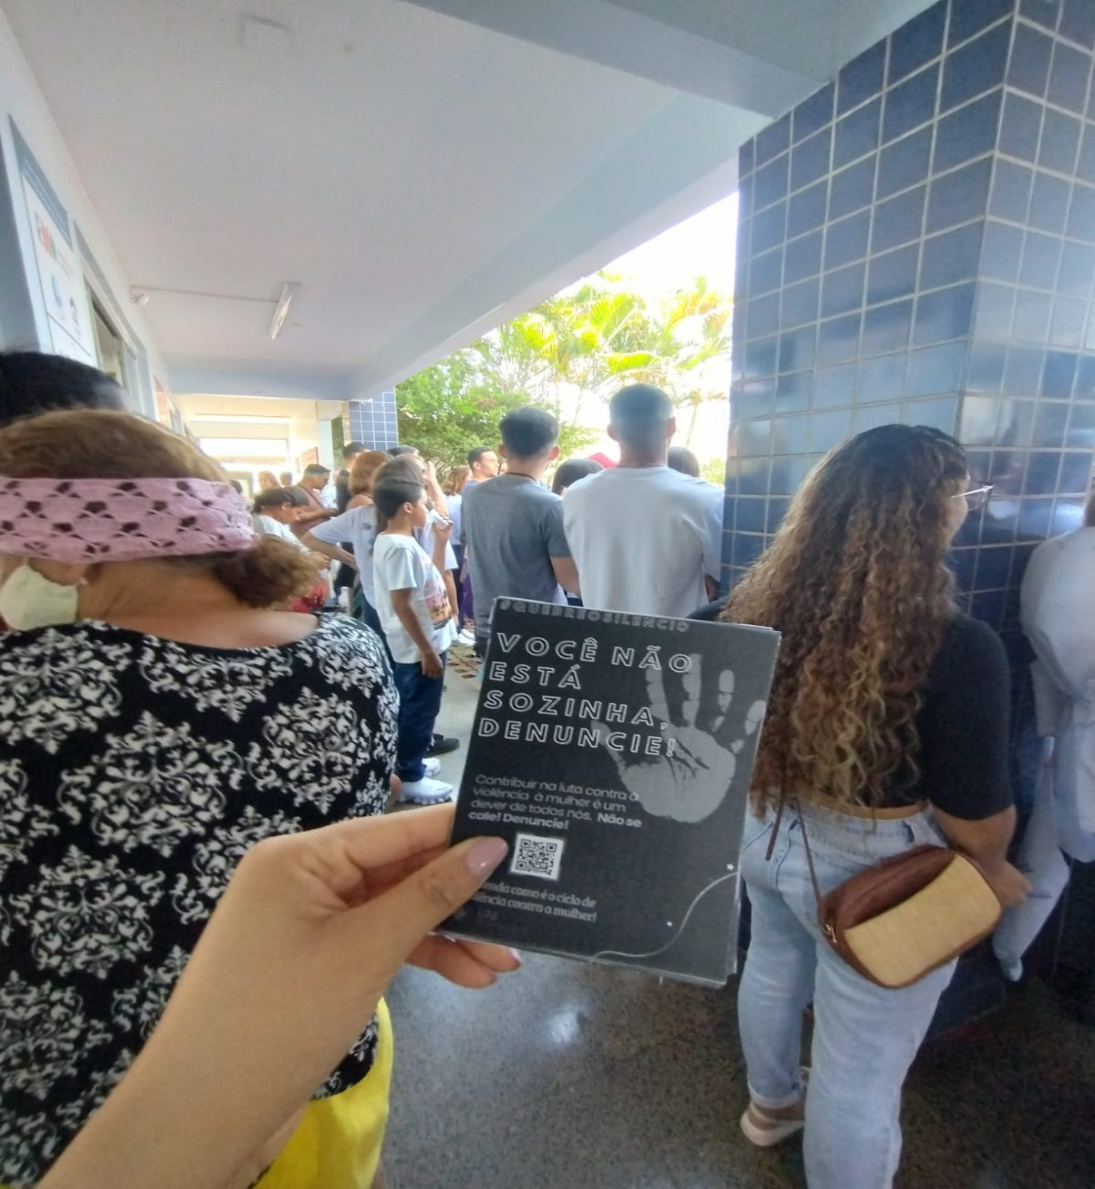 #QUEBREOSILENCIO
VOCÊ NÃO
ESTÁ
SOZINHA,
DENUNCIE!
Contribuir na luta contra a
violência à mulher é um
dever de todos nós. Não se
cale! Denuncie!
como é o ciclo de
contra a mulher!